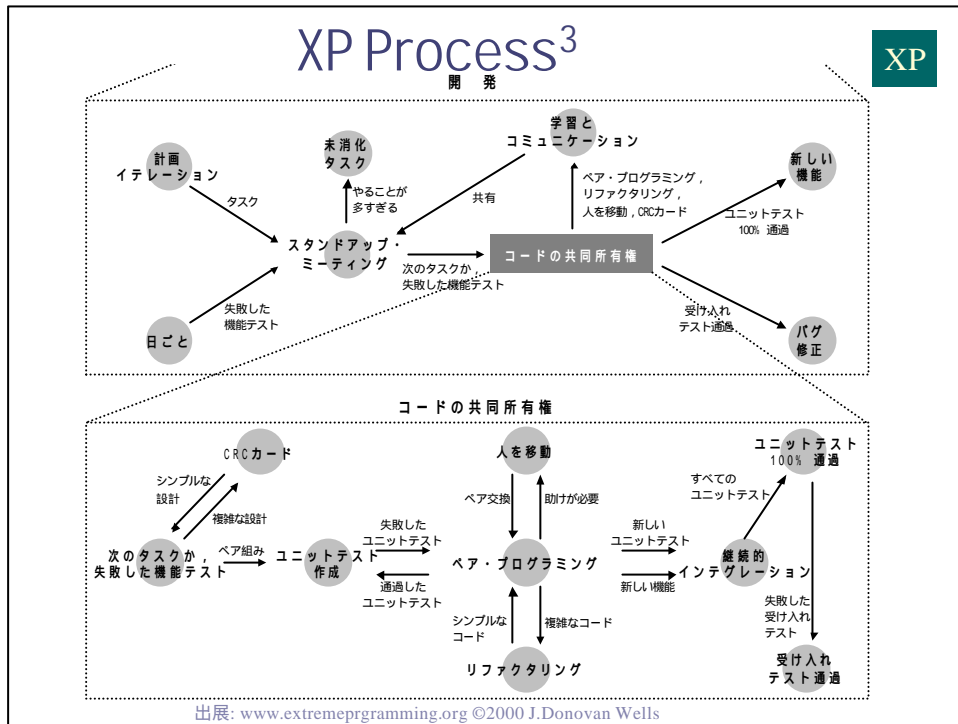 XP Process³
XP
開 発
計画
イテレーション
未消化
タスク
学習と
コミュニケーション
新しい
機能
タスク
やることが
多すぎる
共有
ペア・プログラミング,
リファクタリング,
人を移動,CRCカード
ユニットテスト
100% 通過
スタンドアップ・
ミーティング
次のタスクか,
失敗した機能テスト
コードの共同所有権
失敗した
機能テスト
日ごと
受け入れ
テスト通過
バグ
修正
コードの共同所有権
CRCカード
シンプルな
設計
複雑な設計
次のタスクか,
失敗した機能テスト
ペア組み
ユニットテスト
作成
失敗した
ユニットテスト
通過した
ユニットテスト
人を移動
ペア交換
助けが必要
ペア・プログラミング
シンプルな
コード
複雑なコード
リファクタリング
新しい
ユニットテスト
新しい機能
継続的
インテグレーション
すべての
ユニットテスト
ユニットテスト
100% 通過
失敗した
受け入れ
テスト
受け入れ
テスト通過
出展: www.extremeprgramming.org ©2000 J.Donovan Wells